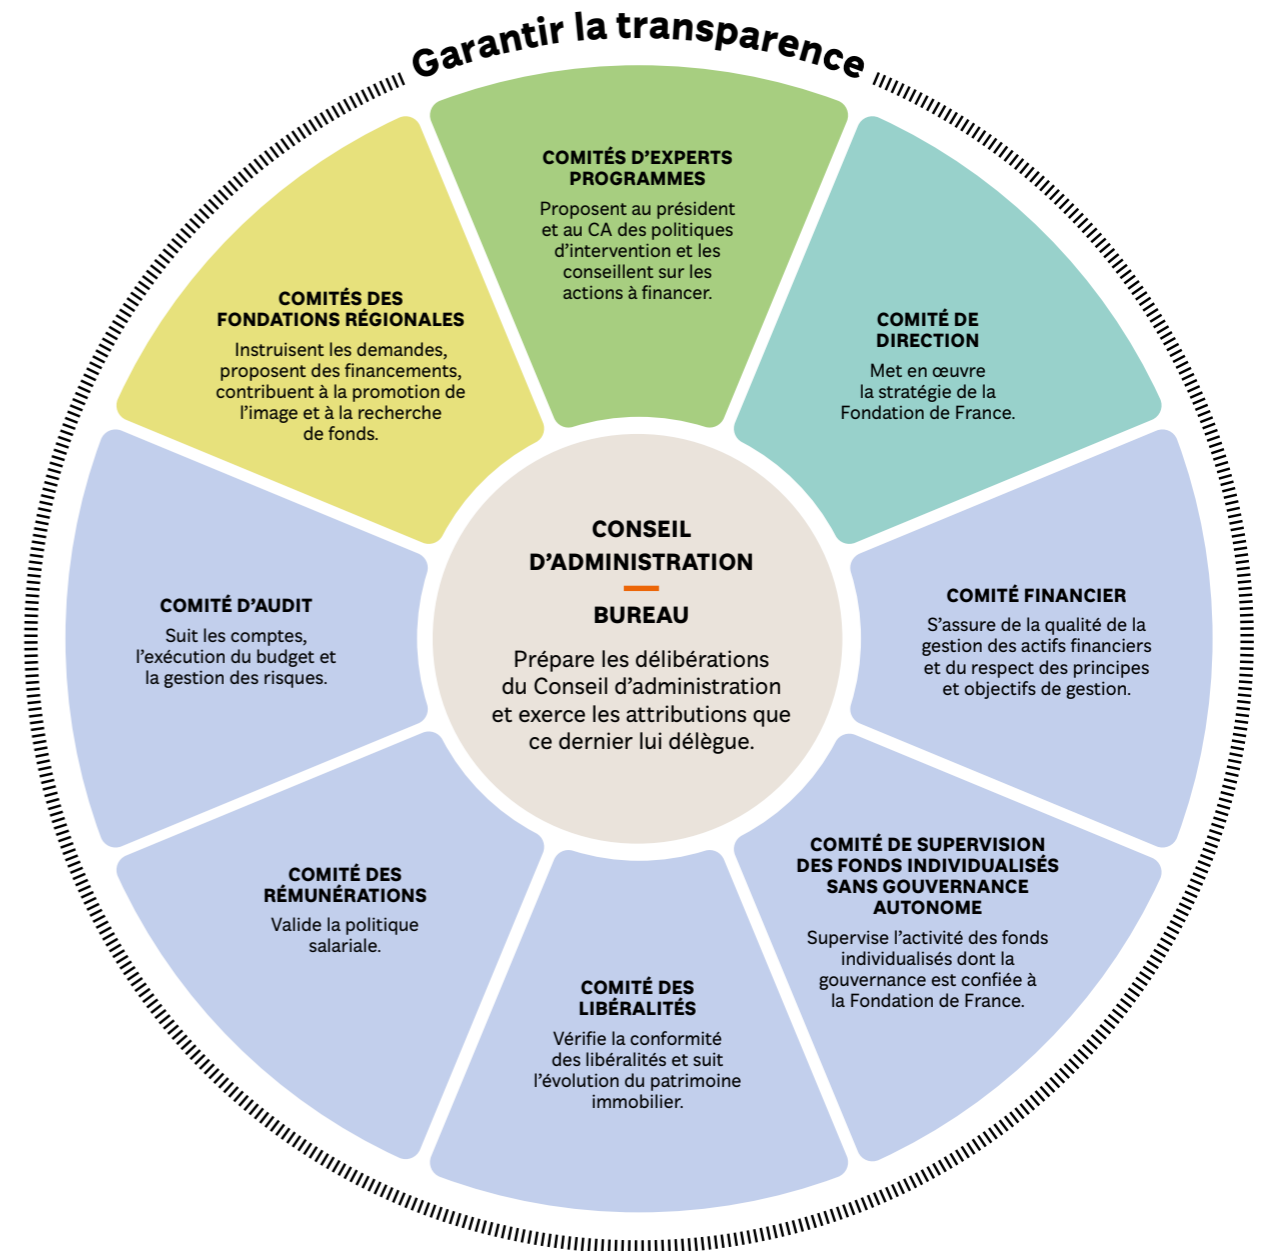 Garantir la transparence
COMITÉS D’EXPERTS
PROGRAMMES
Proposent au président
et au CA des politiques
d’intervention et les
conseillent sur les
actions à financer.
COMITÉ DE
DIRECTION
Met en œuvre
la stratégie de la
Fondation de France.
COMITÉ FINANCIER
S’assure de la qualité de la
gestion des actifs financiers
et du respect des principes
et objectifs de gestion.
COMITÉ DE SUPERVISION
DES FONDS INDIVIDUALISÉS
SANS GOUVERNANCE
AUTONOME
Supervise l’activité des fonds
individualisés dont la
gouvernance est confiée à
la Fondation de France.
COMITÉ DES
LIBÉRALITÉS
Vérifie la conformité
des libéralités et suit
l’évolution du patrimoine
immobilier.
COMITÉ DES
RÉMUNÉRATIONS
Valide la politique
salariale.
COMITÉ D’AUDIT
Suit les comptes,
l’exécution du budget et
la gestion des risques.
COMITÉS DES
FONDATIONS RÉGIONALES
Instruisent les demandes,
proposent des financements,
contribuent à la promotion de
l’image et à la recherche
de fonds.
CONSEIL
D’ADMINISTRATION
BUREAU
Prépare les délibérations
du Conseil d’administration
et exerce les attributions que
ce dernier lui délègue.